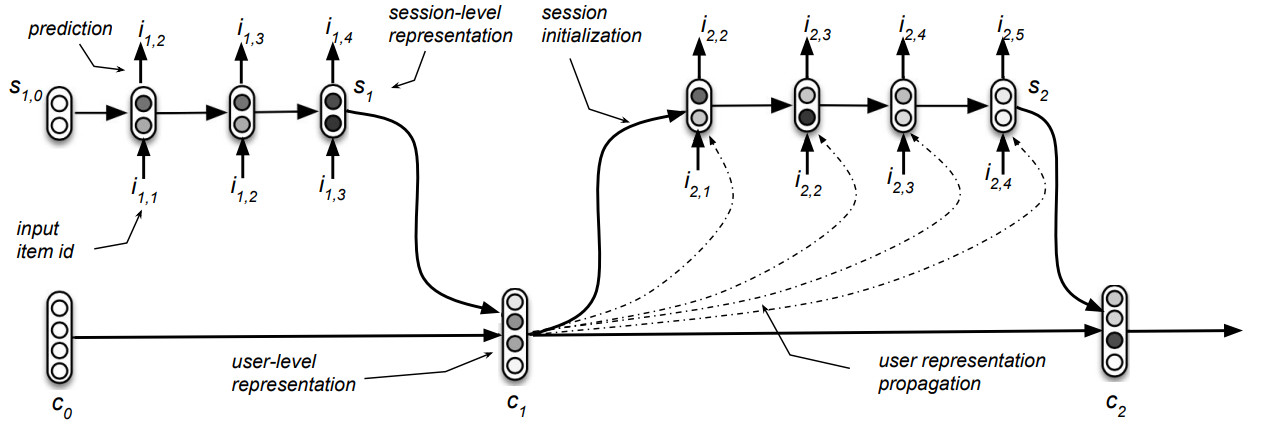 prediction
i1,2
i1,3
i1,4
session-level
representation
session
initialization
i2,2
i2,3
i2,4
i2,5
s1,0
s1
s2
i1,1
i1,2
i1,3
i2,1
i2,2
i2,3
i2,4
input
item id
user-level
representation
user representation
propagation
c0
c1
c2